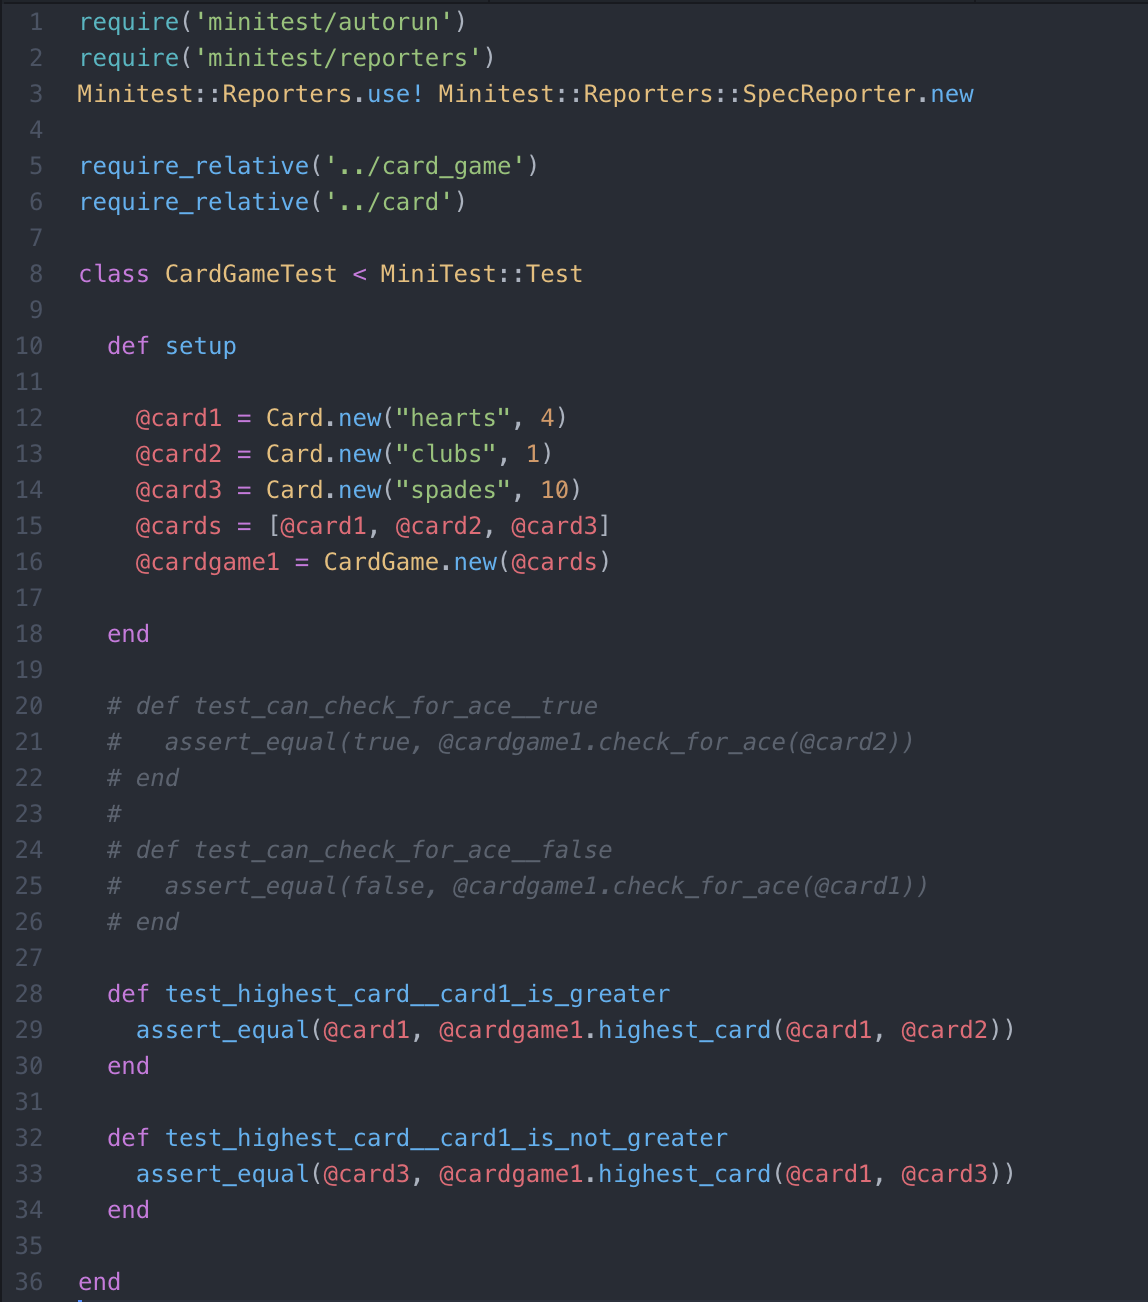 1 require('minitest/autorun')
2 require('minitest/reporters')
3 Minitest::Reporters.use! Minitest::Reporters::SpecReporter.new
4
5 require_relative('../card_game')
6 require_relative('../card')
7
8 class CardGameTest < MiniTest::Test
9
10   def setup
11
12     @card1 = Card.new("hearts", 4)
13     @card2 = Card.new("clubs", 1)
14     @card3 = Card.new("spades", 10)
15     @cards = [@card1, @card2, @card3]
16     @cardgame1 = CardGame.new(@cards)
17
18   end
19
20   # def test_can_check_for_ace__true
21   #   assert_equal(true, @cardgame1.check_for_ace(@card2))
22   # end
23   #
24   # def test_can_check_for_ace__false
25   #   assert_equal(false, @cardgame1.check_for_ace(@card1))
26   # end
27
28   def test_highest_card__card1_is_greater
29     assert_equal(@card1, @cardgame1.highest_card(@card1, @card2))
30   end
31
32   def test_highest_card__card1_is_not_greater
33     assert_equal(@card3, @cardgame1.highest_card(@card1, @card3))
34   end
35
36 end